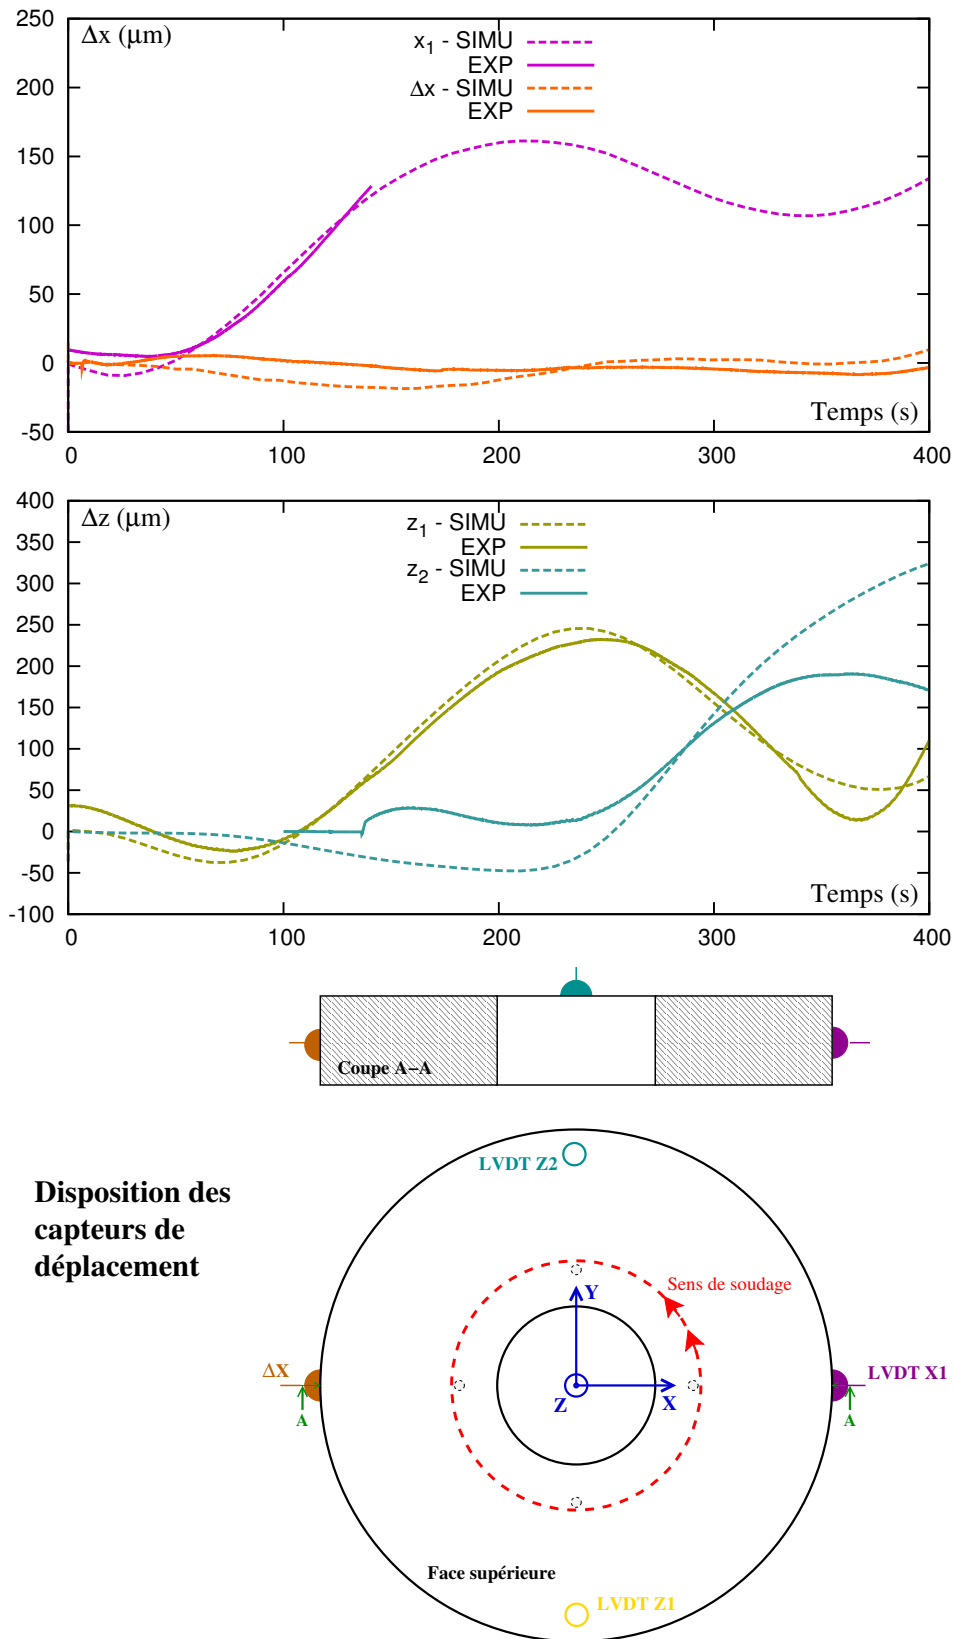 250
200
150
100
50
0
-50
Δx (μm)
x1 - SIMU
EXP
Δx - SIMU
EXP
Temps (s)
0 100 200 300 400
400
350
300
250
200
150
100
50
0
-50
-100
Δz (μm)
z1 - SIMU
EXP
z2 - SIMU
EXP
Temps (s)
0 100 200 300 400
Coupe A–A
LVDT Z2
Disposition des
capteurs de
déplacement
Sens de soudage
Y
ΔX
LVDT X1
Z
X
A
A
Face supérieure
LVDT Z1